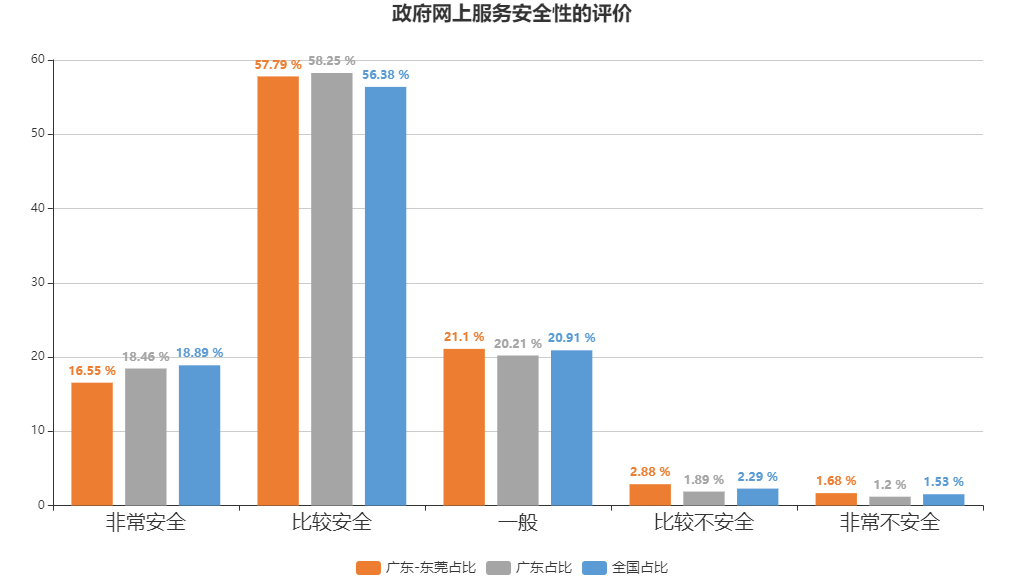 政府网上服务安全性的评价
60
50
40
30
20
10
0
16.55 %
18.46 %
18.89 %
57.79 %
58.25 %
56.38 %
21.1 %
20.21 %
20.91 %
2.88 %
1.89 %
2.29 %
1.68 %
1.2 %
1.53 %
非常安全
比较安全
一般
比较不安全
非常不安全
广东-东莞占比
广东占比
全国占比